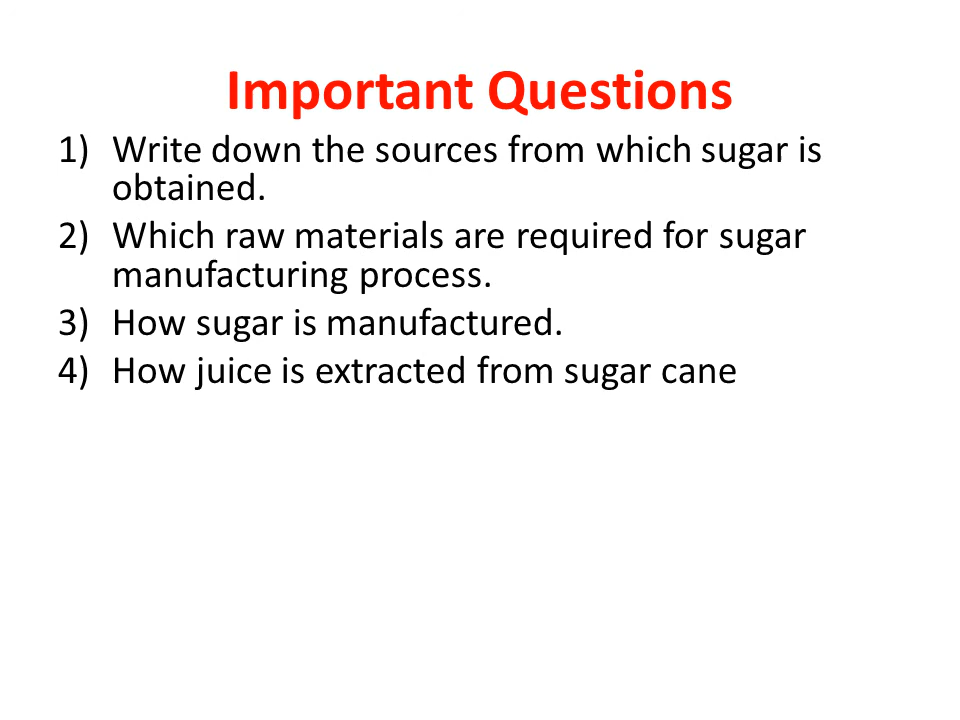 Important Questions
1) Write down the sources from which sugar is
obtained.
2) Which raw materials are required for sugar
manufacturing process.
3) How sugar is manufactured.
4) How juice is extracted from sugar cane